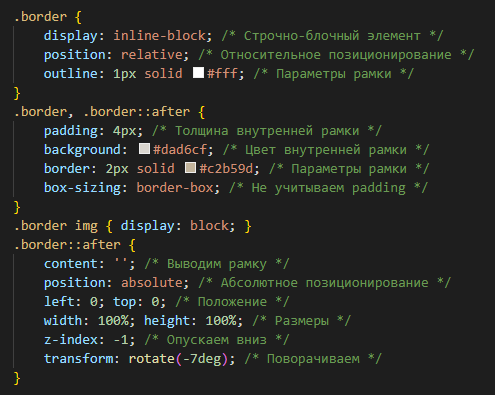 .border {
display: inline-block; /* Строчно-блочный элемент */
position: relative; /* Относительное позиционирование */
outline: 1px solid #fff; /* Параметры рамки */
}
.border, .border::after {
padding: 4px; /* Толщина внутренней рамки */
background: #dad6cf; /* Цвет внутренней рамки */
border: 2px solid #c2b59d; /* Параметры рамки */
box-sizing: border-box; /* Не учитываем padding */
}
.border img { display: block; }
.border::after {
content: ''; /* Выводим рамку */
position: absolute; /* Абсолютное позиционирование */
left: 0; top: 0; /* Положение */
width: 100%; height: 100%; /* Размеры */
z-index: -1; /* Опускаем вниз */
transform: rotate(-7deg); /* Поворачиваем */
}